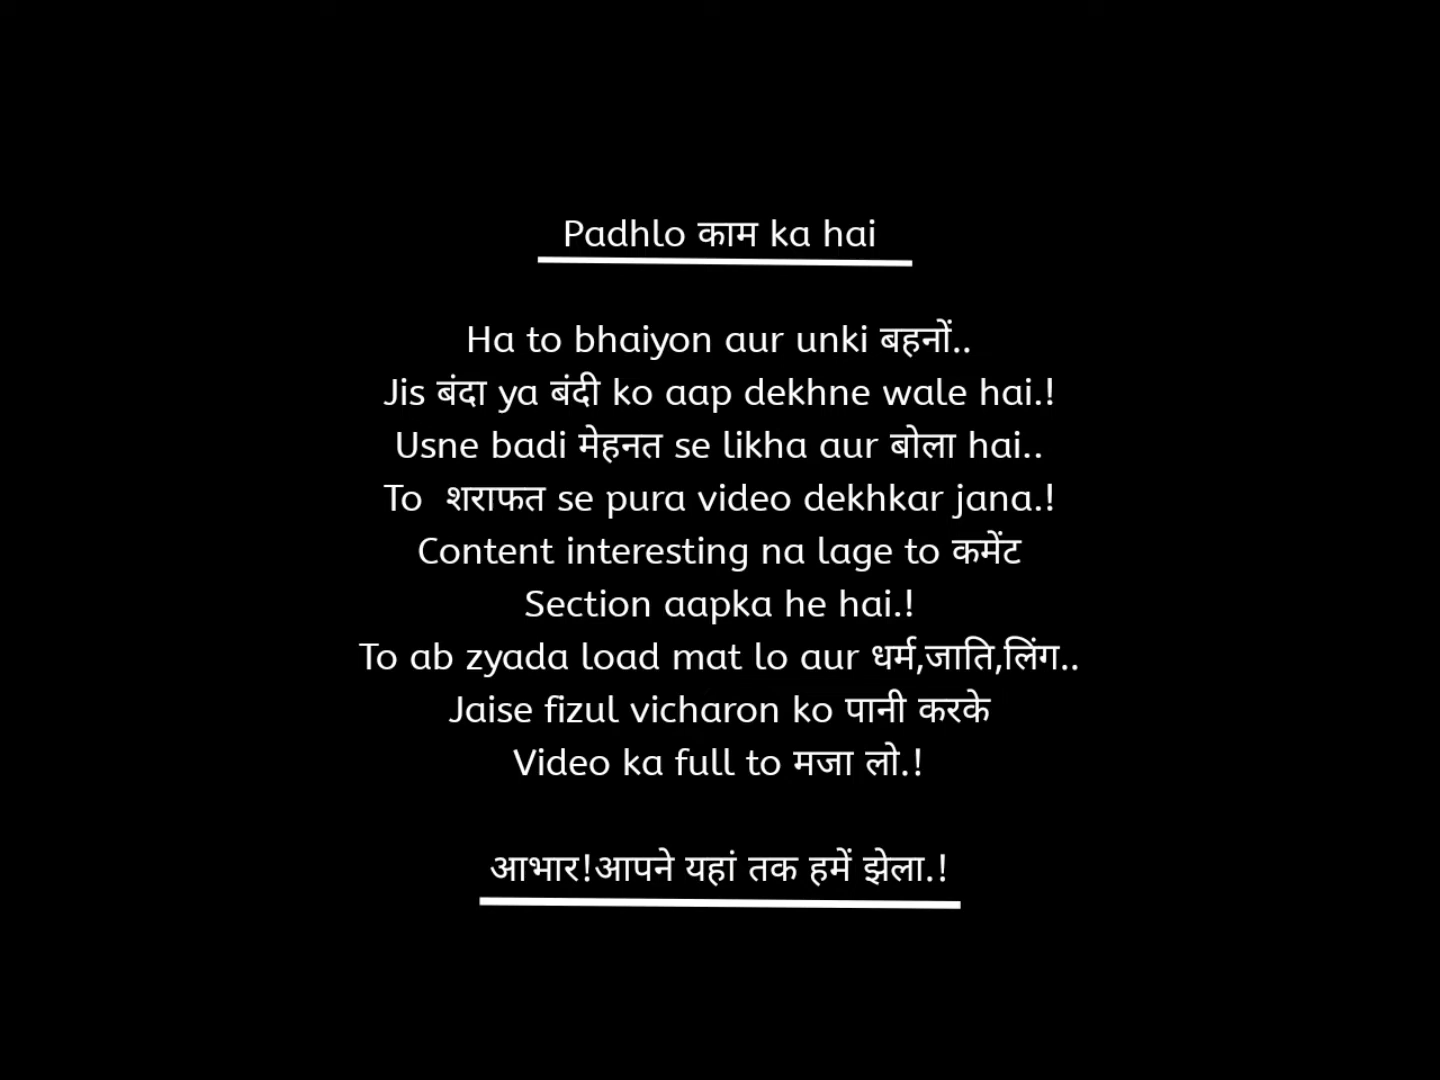 Padhlo काम ka hai
Ha to bhaiyon aur unki बहनों..
Jis बंदा ya बंदी ko aap dekhne wale hai.!
Usne badi मेहनत se likha aur बोला hai..
To शराफत se pura video dekhkar jana.!
Content interesting na lage to कमेंट
Section aapka he hai.!
To ab zyada load mat lo aur धर्म,जाति,लिंग..
Jaise fizul vicharon ko पानी करके
Video ka full to मजा लो.!
आभार!आपने यहां तक हमें झेला.!